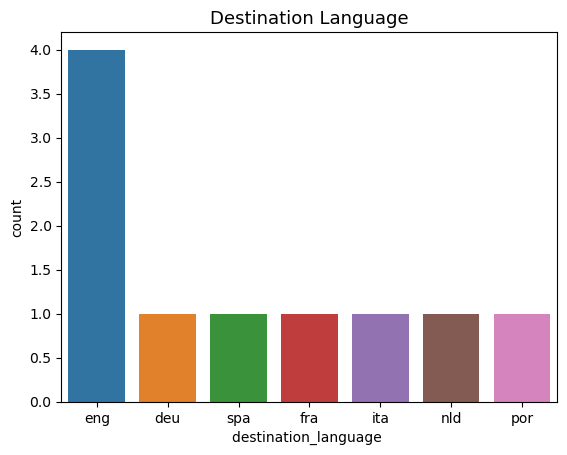 Destination Language
4.0
3.5
3.0
2.5
2.0
1.5
1.0
0.5
0.0
count
eng deu spa fra ita nld por
destination_language